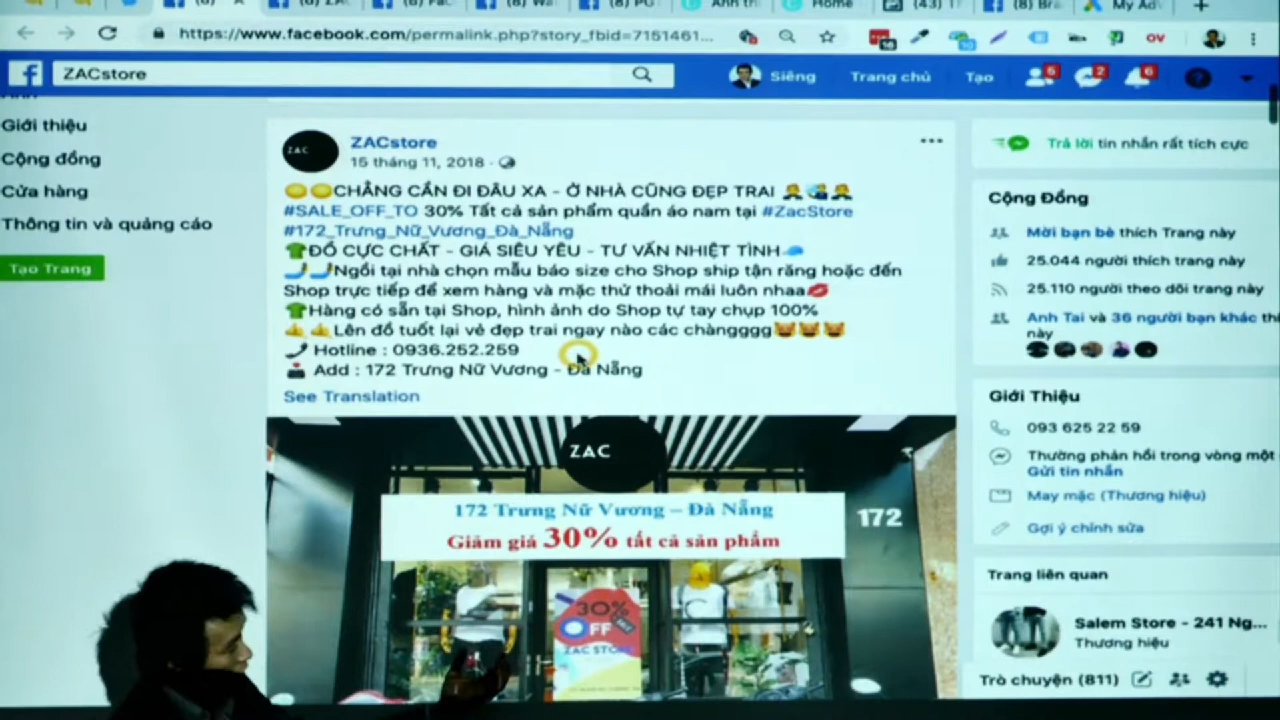 https://www.facebook.com/permalink.php?story_fbid=7151461...
ZACstore
Siêng
Trang chủ
Tạo
Giới thiệu
Cộng đồng
Cửa hàng
Thông tin và quảng cáo
Tạo Trang
ZACstore
15 tháng 11, 2018
CHẲNG CẦN ĐI ĐÂU XA - Ở NHÀ CŨNG ĐẸP TRAI
#SALE_OFF_TO 30% Tất cả sản phẩm quần áo nam tại #ZacStore
#172_Trưng_Nữ_Vương_Đà_Nẵng
ĐỒ CỰC CHẤT - GIÁ SIÊU YÊU - TƯ VẤN NHIỆT TÌNH
Ngồi tại nhà chọn mẫu báo size cho Shop ship tận răng hoặc đến
Shop trực tiếp để xem hàng và mặc thử thoải mái luôn nhaa
Hàng có sẵn tại Shop, hình ảnh do Shop tự tay chụp 100%
Lên đồ tuốt lại vẻ đẹp trai ngay nào các chàngggg
Hotline : 0936.252.259
Add : 172 Trưng Nữ Vương - Đà Nẵng
See Translation
ZAC
172 Trưng Nữ Vương – Đà Nẵng
Giảm giá 30% tất cả sản phẩm
172
30%
OFF
ZAC STORE
Trả lời tin nhắn rất tích cực
Cộng Đồng
Mời bạn bè thích Trang này
25.044 người thích trang này
25.110 người theo dõi trang này
Anh Tai và 36 người bạn khác th
này
Giới Thiệu
093 625 22 59
Thường phản hồi trong vòng một
Gửi tin nhắn
May mặc (Thương hiệu)
Gợi ý chỉnh sửa
Trang liên quan
Salem Store - 241 Ng...
Thương hiệu
Trò chuyện (811)